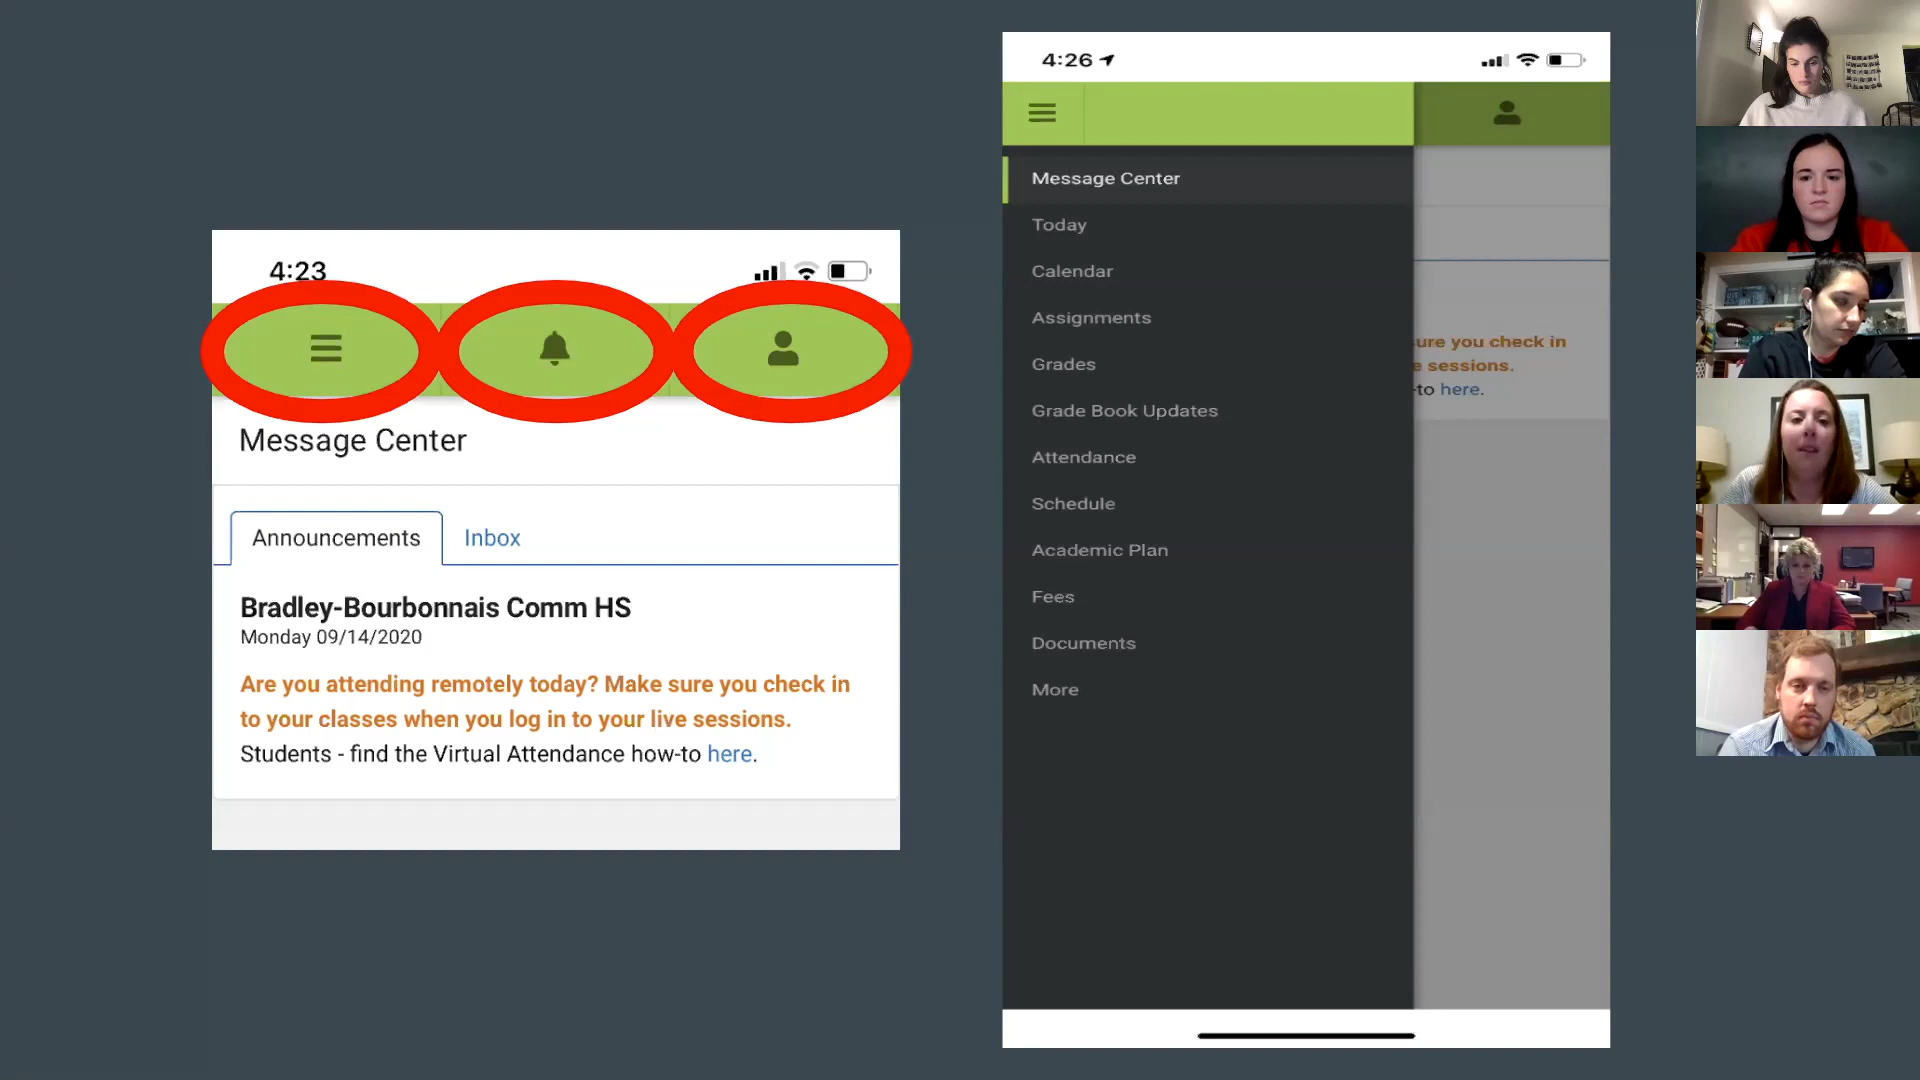 4:23
Message Center
Announcements
Inbox
Bradley-Bourbonnais Comm HS
Monday 09/14/2020
Are you attending remotely today? Make sure you check in
to your classes when you log in to your live sessions.
Students - find the Virtual Attendance how-to here.
4:26
Message Center
Today
Calendar
Assignments
Grades
Grade Book Updates
Attendance
Schedule
Academic Plan
Fees
Documents
More
ure you check in
e sessions.
-to here.